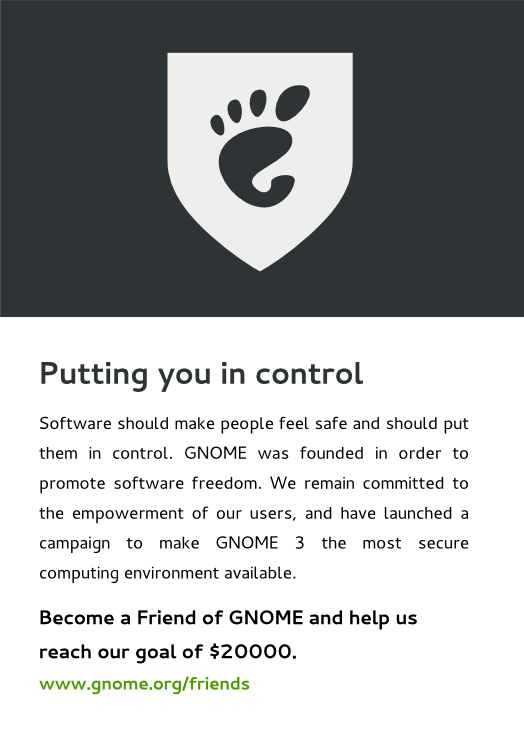 Putting you in control
Software should make people feel safe and should put
them in control. GNOME was founded in order to
promote software freedom. We remain committed to
the empowerment of our users, and have launched a
campaign to make GNOME 3 the most secure
computing environment available.
Become a Friend of GNOME and help us
reach our goal of $20000.
www.gnome.org/friends